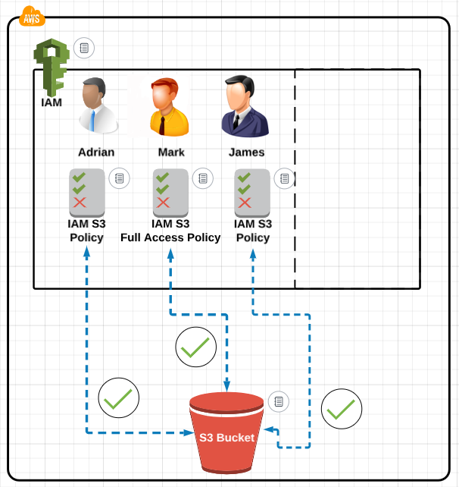 AWS
IAM
Adrian
Mark
James
IAM S3
Policy
IAM S3
Full Access Policy
IAM S3
Policy
S3 Bucket